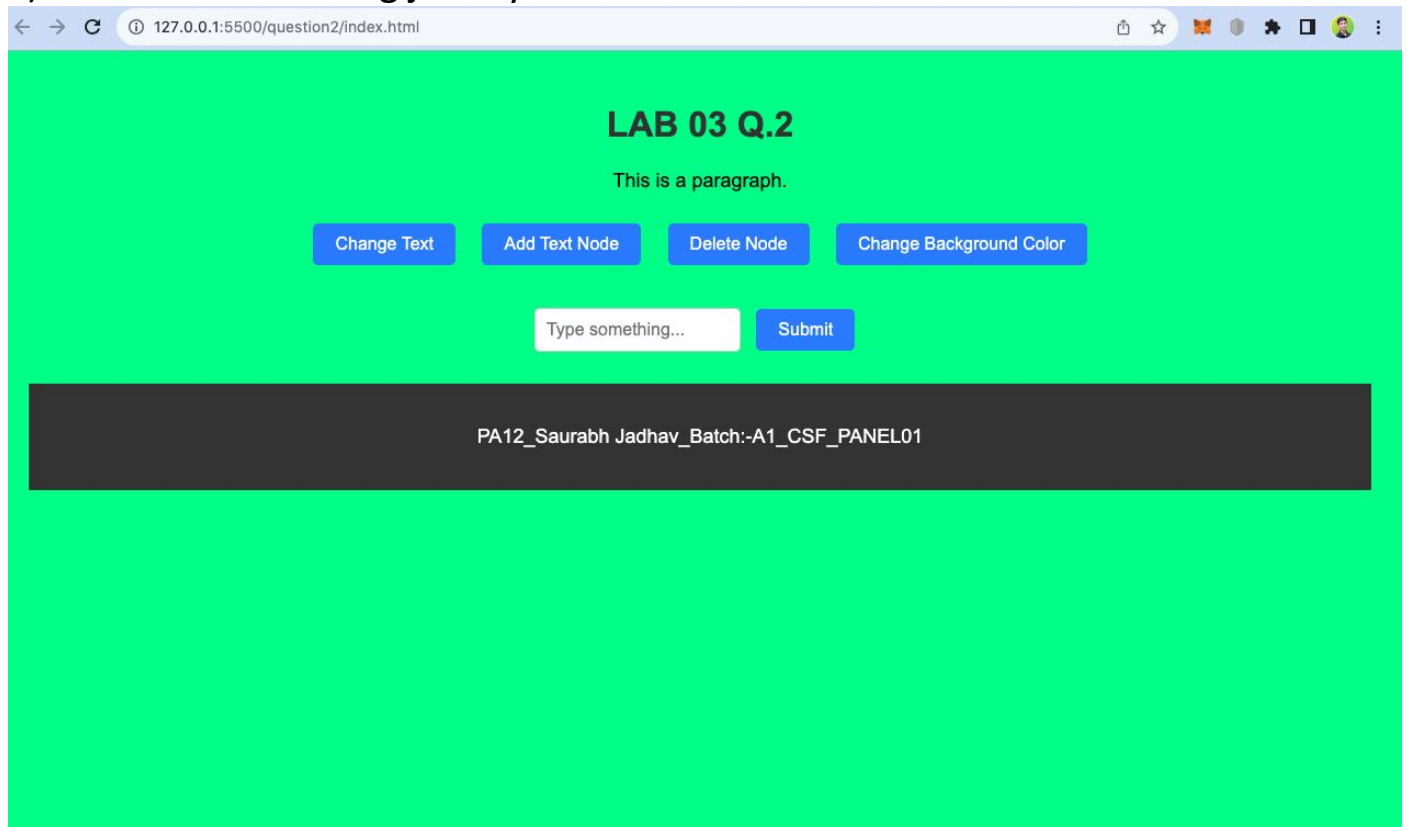 127.0.0.1:5500/question2/index.html
LAB 03 Q.2
This is a paragraph.
Change Text Add Text Node Delete Node Change Background Color
Type something... Submit
PA12_Saurabh Jadhav_Batch:-A1_CSF_PANEL01